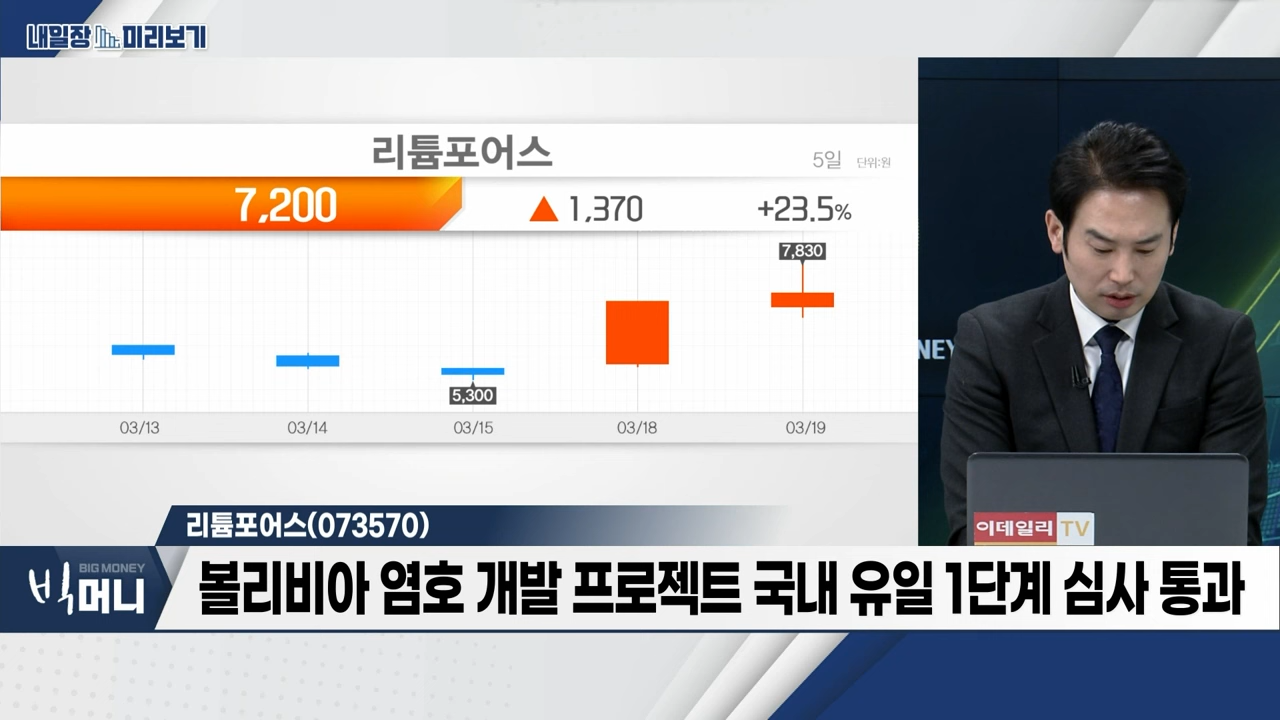 내일장 미리보기
리튬포어스
5일 단위:원
7,200 ▲ 1,370 +23.5%
7,830
5,300
03/13 03/14 03/15 03/18 03/19
NEY
이데일리 TV
리튬포어스(073570)
BIG MONEY
빅머니
볼리비아 염호 개발 프로젝트 국내 유일 1단계 심사 통과